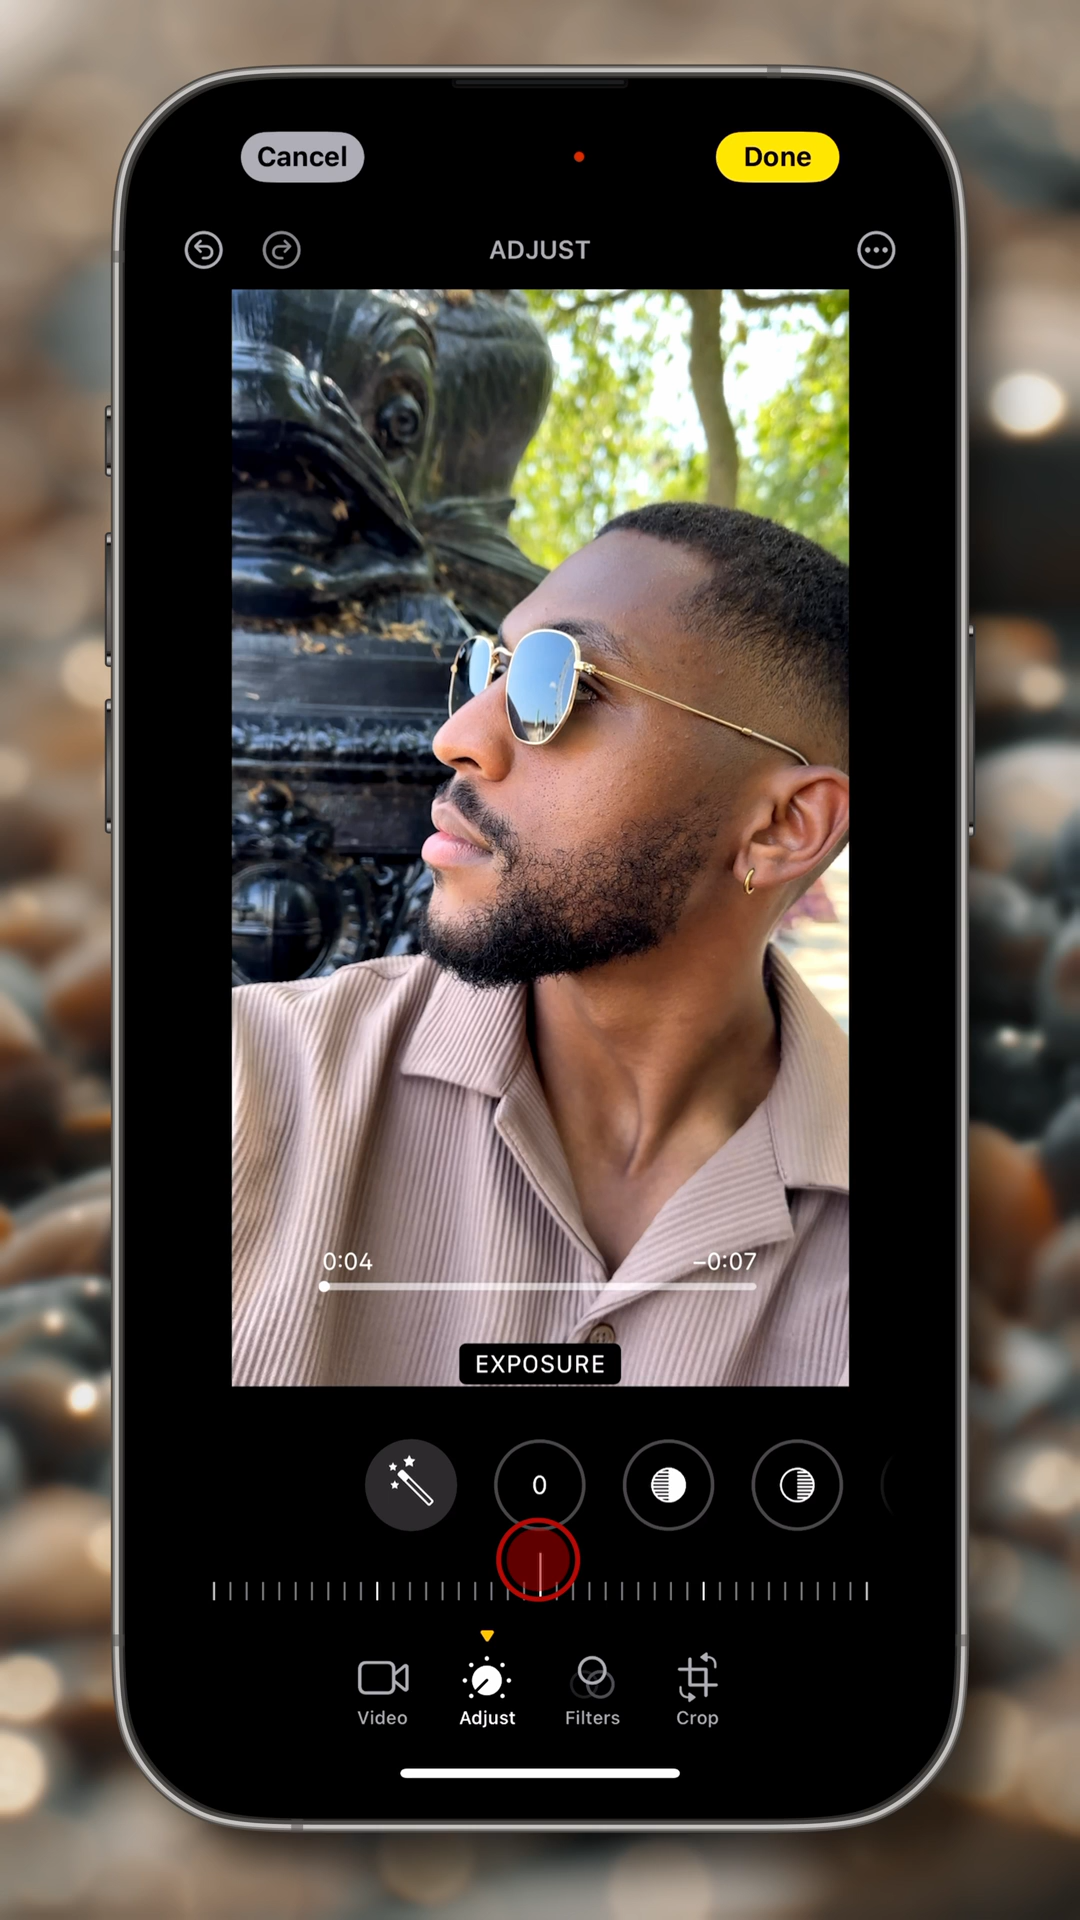 Cancel
Done
ADJUST
0:04
–0:07
EXPOSURE
0
Video
Adjust
Filters
Crop